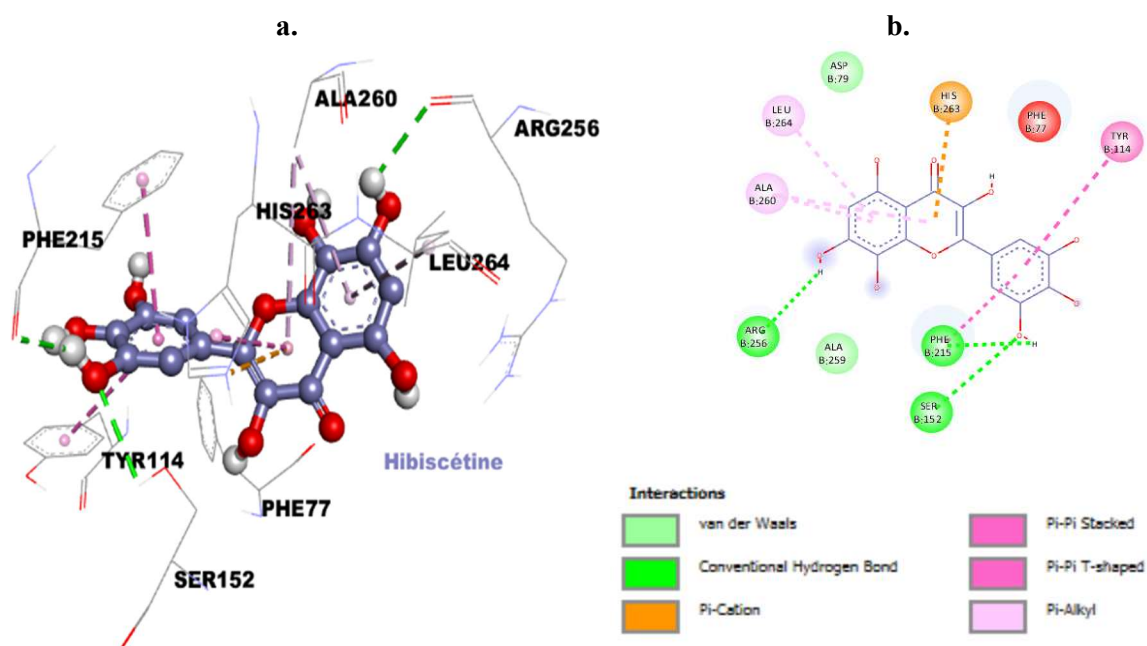 a.
ALA260
ARG256
HIS263
PHE215
LEU264
TYR114
Hibiscétine
PHE77
SER152
b.
ASP
B:79
LEU
B:264
HIS
B:263
PHE
B:77
TYR
B:114
ALA
B:260
O
O
O
H
O
O
H
O
O
O
O
O
H
ARG
B:256
ALA
B:259
PHE
B:215
SER
B:152
Interactions
van der Waals
Conventional Hydrogen Bond
Pi-Cation
Pi-Pi Stacked
Pi-Pi T-shaped
Pi-Alkyl